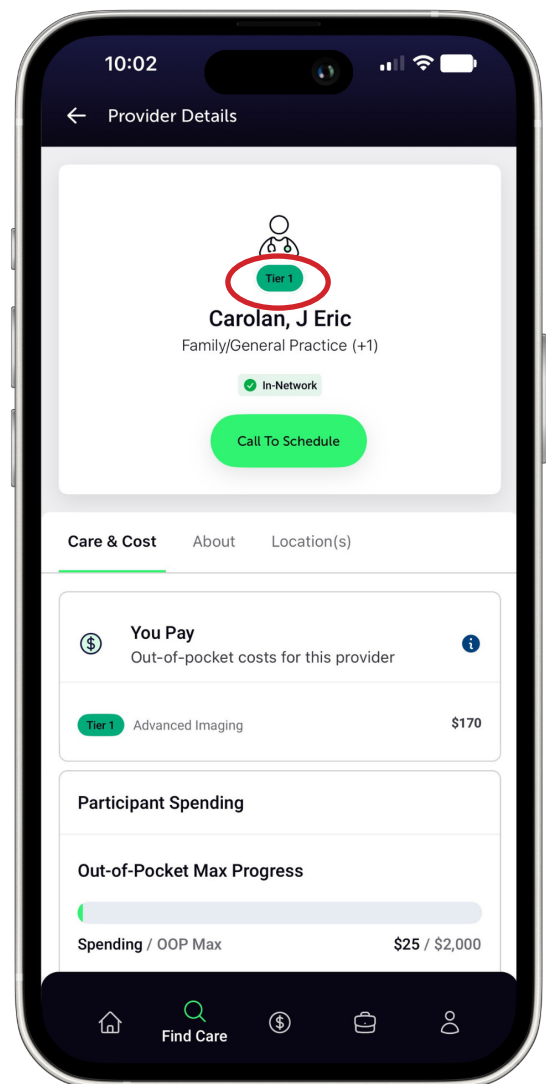 10:02
Provider Details
Tier 1
Carolan, J Eric
Family/General Practice (+1)
In-Network
Call To Schedule
Care & Cost About Location(s)
You Pay
Out-of-pocket costs for this provider
Tier 1 Advanced Imaging $170
Participant Spending
Out-of-Pocket Max Progress
Spending / OOP Max $25 / $2,000
Find Care